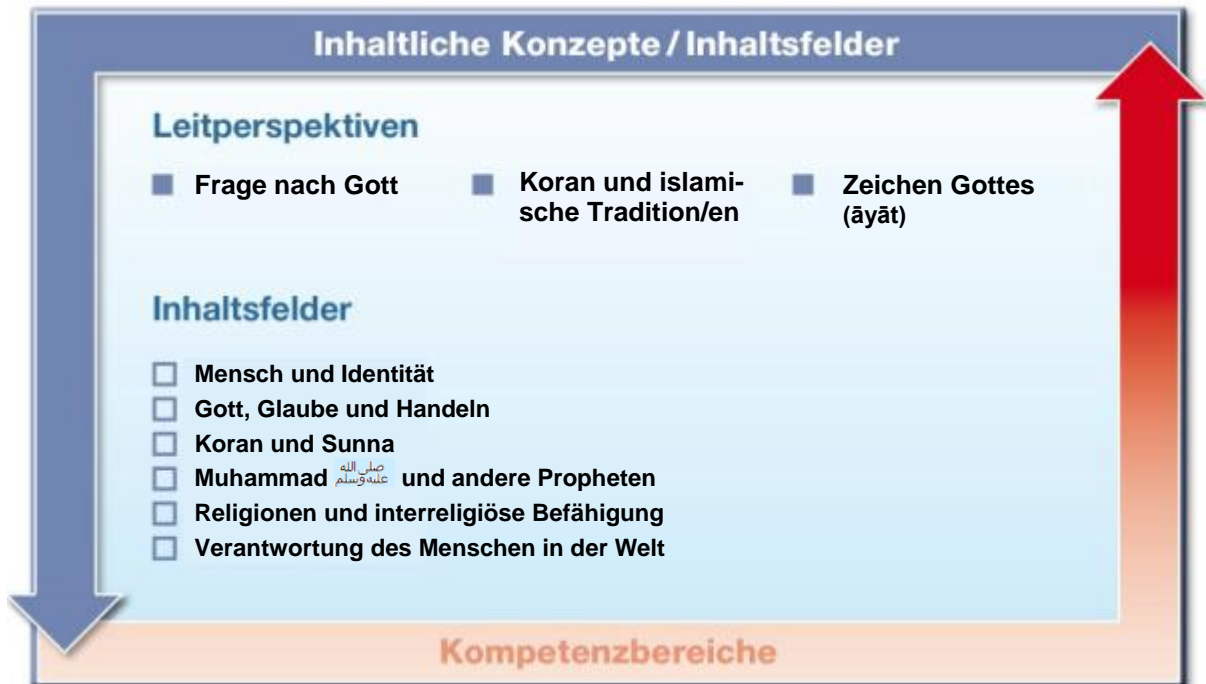 Inhaltliche Konzepte / Inhaltsfelder
Leitperspektiven
Frage nach Gott
Koran und islami-
sche Tradition/en
Zeichen Gottes
(āyāt)
Inhaltsfelder
Mensch und Identität
Gott, Glaube und Handeln
Koran und Sunna
Muhammad صلى الله عليه وسلم und andere Propheten
Religionen und interreligiöse Befähigung
Verantwortung des Menschen in der Welt
Kompetenzbereiche